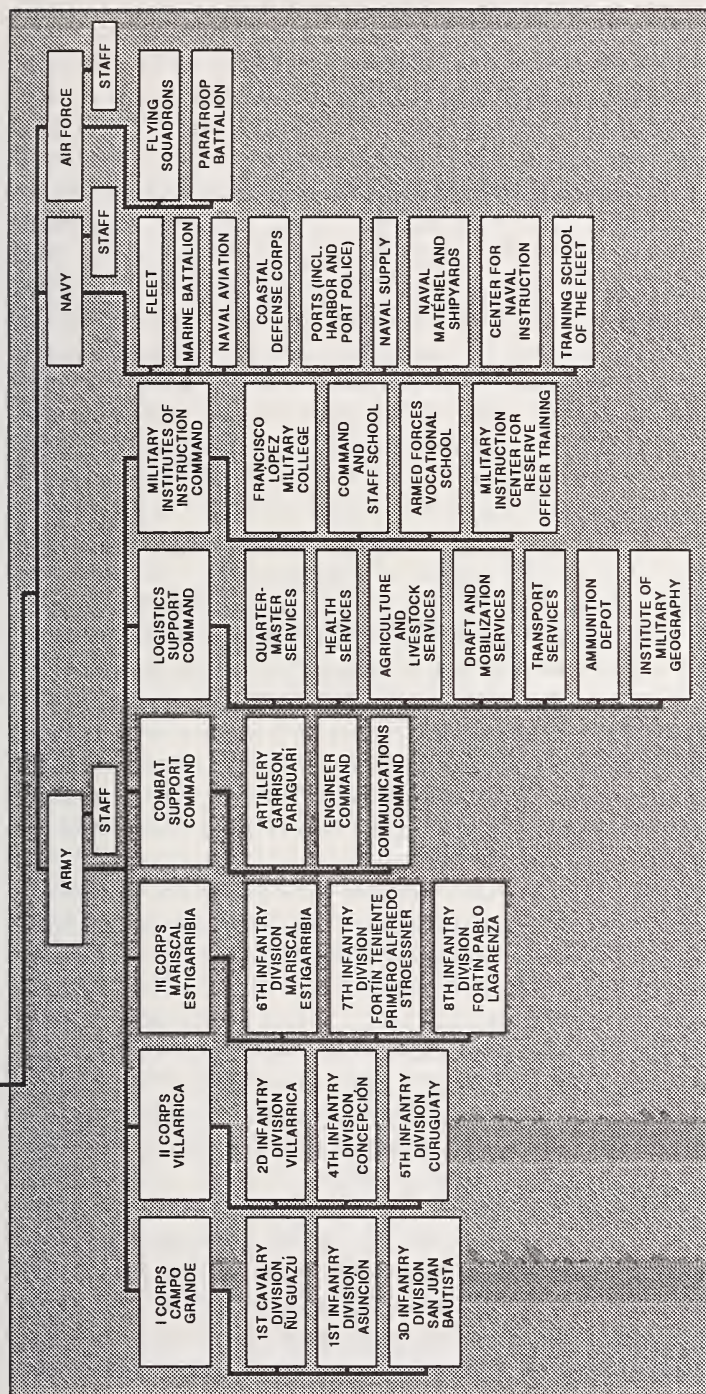 ARMY
STAFF
NAVY
STAFF
AIR FORCE
STAFF
I CORPS
CAMPO
GRANDE
1ST CAVALRY
DIVISION,
ÑU GUAZÚ
1ST INFANTRY
DIVISION
ASUNCIÓN
3D INFANTRY
DIVISION
SAN JUAN
BAUTISTA
II CORPS
VILLARRICA
2D INFANTRY
DIVISION
VILLARRICA
4TH INFANTRY
DIVISION
CONCEPCIÓN
5TH INFANTRY
DIVISION
CURUGUATY
III CORPS
MARISCAL
ESTIGARRIBIA
6TH INFANTRY
DIVISION
MARISCAL
ESTIGARRIBIA
7TH INFANTRY
DIVISION
FORTÍN TENIENTE
PRIMERO ALFREDO
STROESSNER
8TH INFANTRY
DIVISION
FORTÍN PABLO
LAGARENZA
COMBAT
SUPPORT
COMMAND
ARTILLERY
GARRISON,
PARAGUARÍ
ENGINEER
COMMAND
COMMUNICATIONS
COMMAND
LOGISTICS
SUPPORT
COMMAND
QUARTER-
MASTER
SERVICES
HEALTH
SERVICES
AGRICULTURE
AND
LIVESTOCK
SERVICES
DRAFT AND
MOBILIZATION
SERVICES
TRANSPORT
SERVICES
AMMUNITION
DEPOT
INSTITUTE OF
MILITARY
GEOGRAPHY
MILITARY
INSTITUTES OF
INSTRUCTION
COMMAND
FRANCISCO
LÓPEZ
MILITARY
COLLEGE
COMMAND
AND
STAFF SCHOOL
ARMED FORCES
VOCATIONAL
SCHOOL
MILITARY
INSTRUCTION
CENTER FOR
RESERVE
OFFICER TRAINING
FLEET
MARINE BATTALION
NAVAL AVIATION
COASTAL
DEFENSE CORPS
PORTS (INCL.
HARBOR AND
PORT POLICE)
NAVAL SUPPLY
NAVAL
MATÉRIEL AND
SHIPYARDS
CENTER FOR
NAVAL
INSTRUCTION
TRAINING SCHOOL
OF THE FLEET
FLYING
SQUADRONS
PARATROOP
BATTALION